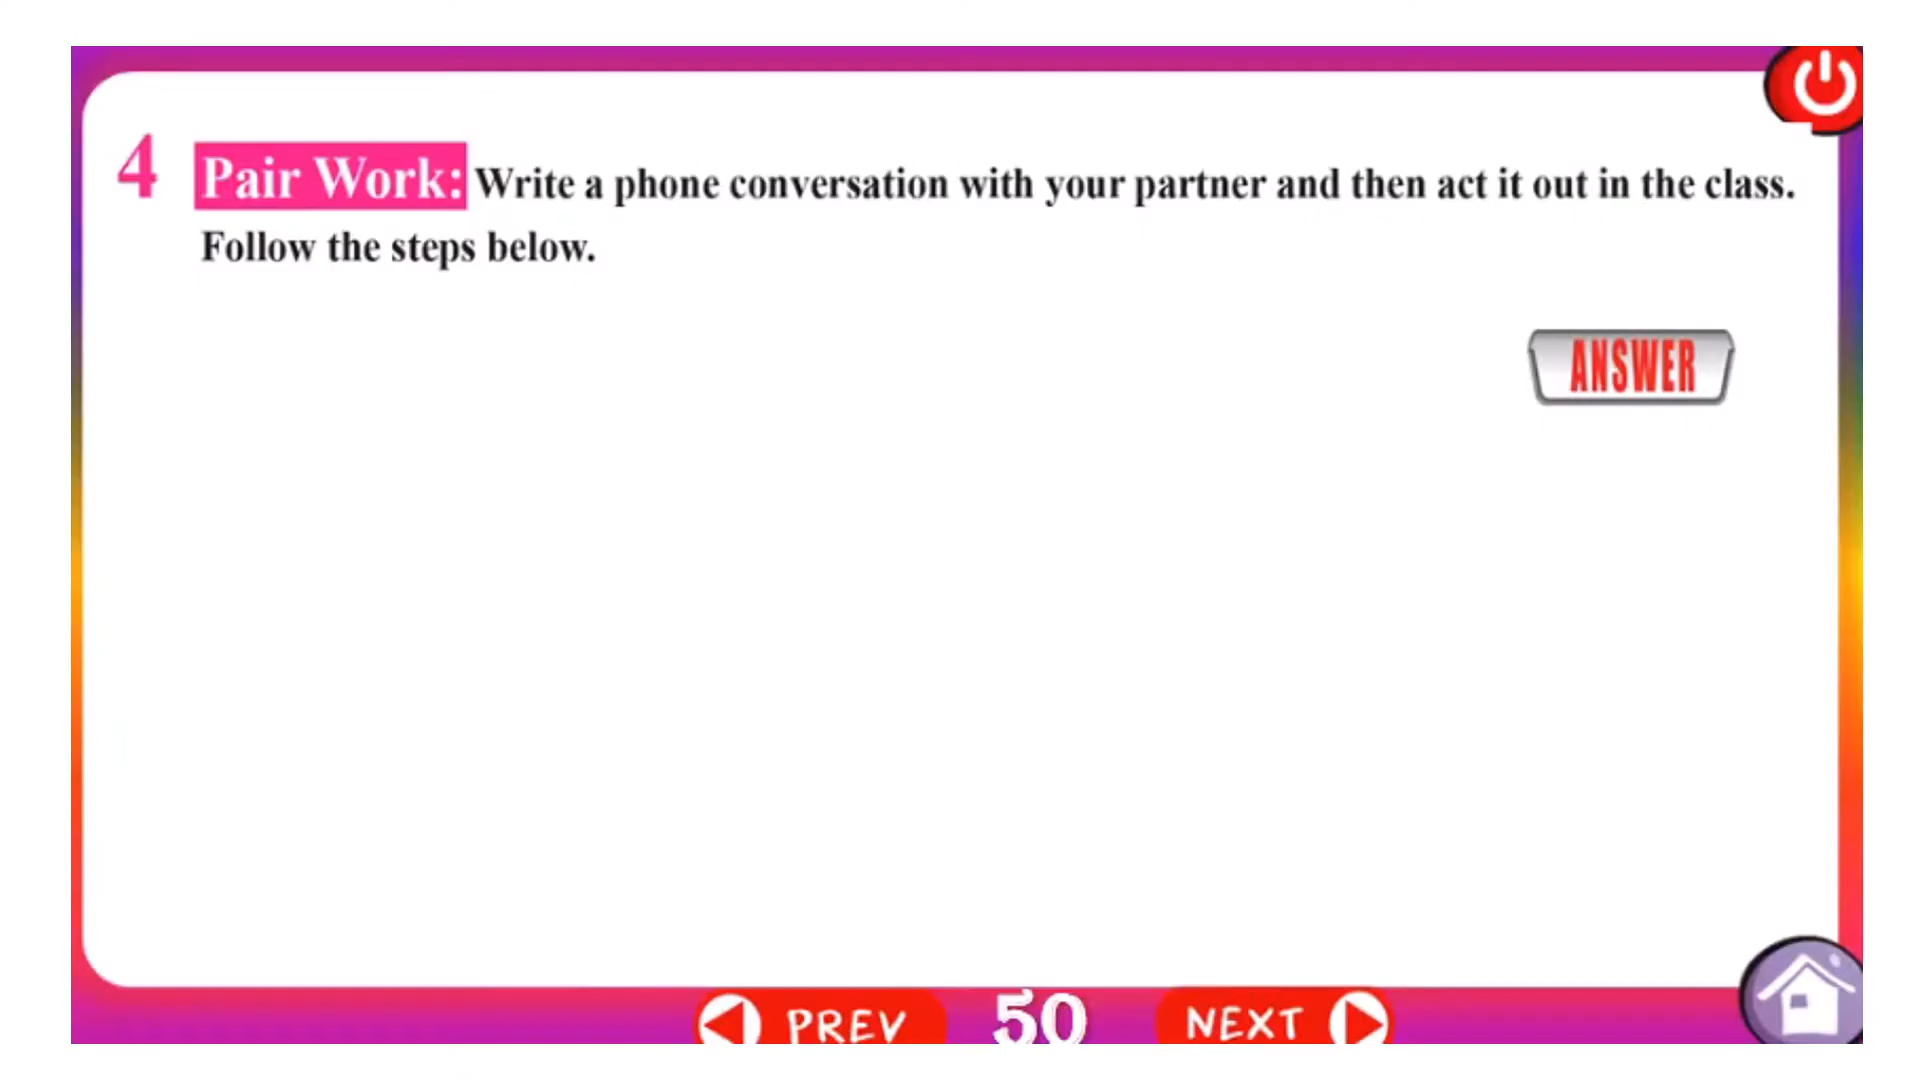 4 Pair Work: Write a phone conversation with your partner and then act it out in the class.
Follow the steps below.
ANSWER
PREV 50 NEXT